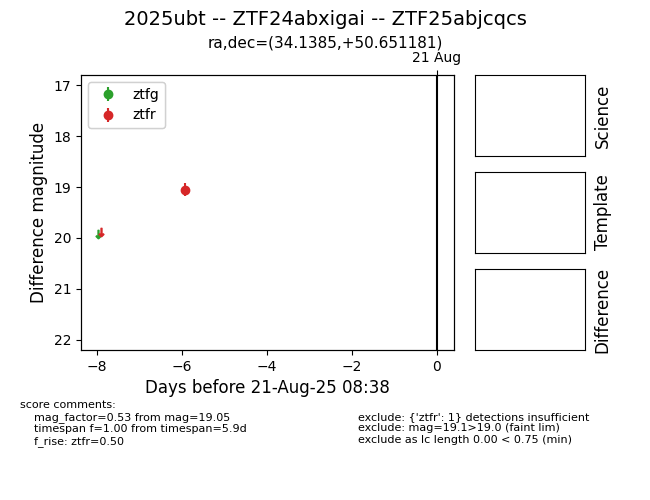 2025ubt -- ZTF24abxigai -- ZTF25abjcqcs
ra,dec=(34.1385,+50.651181)
21 Aug
ztfg
ztfr
17
18
19
20
21
22
Difference magnitude
−8
−6
−4
−2
0
Days before 21-Aug-25 08:38
Science
Template
Difference
score comments:
mag_factor=0.53 from mag=19.05
timespan f=1.00 from timespan=5.9d
f_rise: ztfr=0.50
exclude: {'ztfr': 1} detections insufficient
exclude: mag=19.1>19.0 (faint lim)
exclude as lc length 0.00 < 0.75 (min)